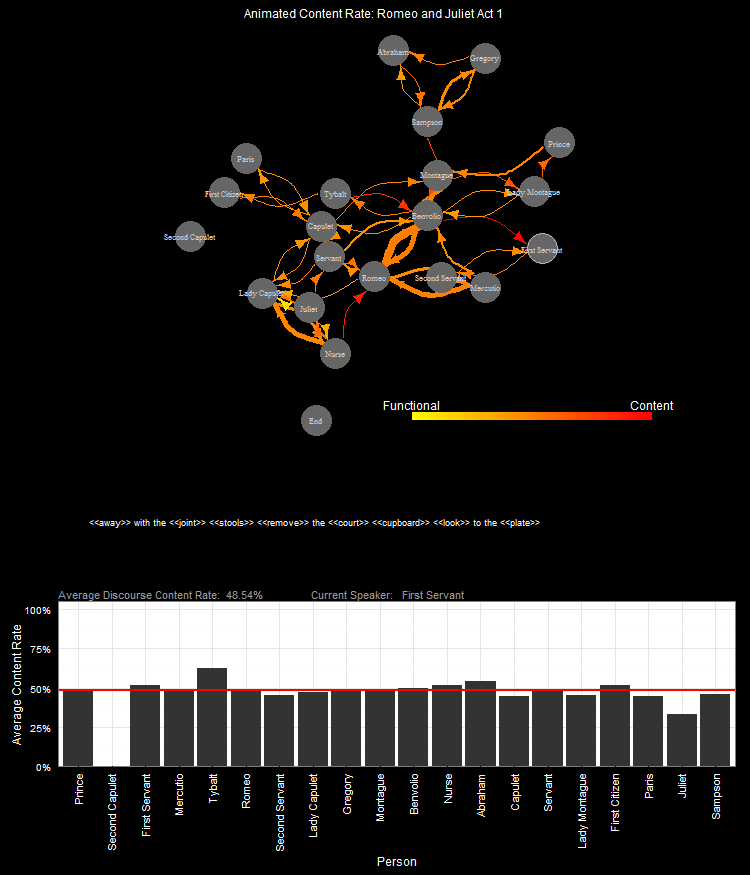 Animated Content Rate: Romeo and Juliet Act 1
Abraham
Gregory
Sampson
Prince
Paris
Montague
First Citizen
Tybalt
Lady Montague
Benvolio
Capulet
Second Capulet
First Servant
Servant
Romeo
Second Servant
Mercutio
Lady Capulet
Juliet
Nurse
Functional Content
End
<<away>> with the <<joint>> <<stools>> <<remove>> the <<court>> <<cupboard>> <<look>> to the <<plate>>
Average Discourse Content Rate: 48.54% Current Speaker: First Servant
100%
75%
50%
25%
0%
Average Content Rate
Prince
Second Capulet
First Servant
Mercutio
Tybalt
Romeo
Second Servant
Lady Capulet
Gregory
Montague
Benvolio
Nurse
Abraham
Capulet
Servant
Lady Montague
First Citizen
Paris
Juliet
Sampson
Person